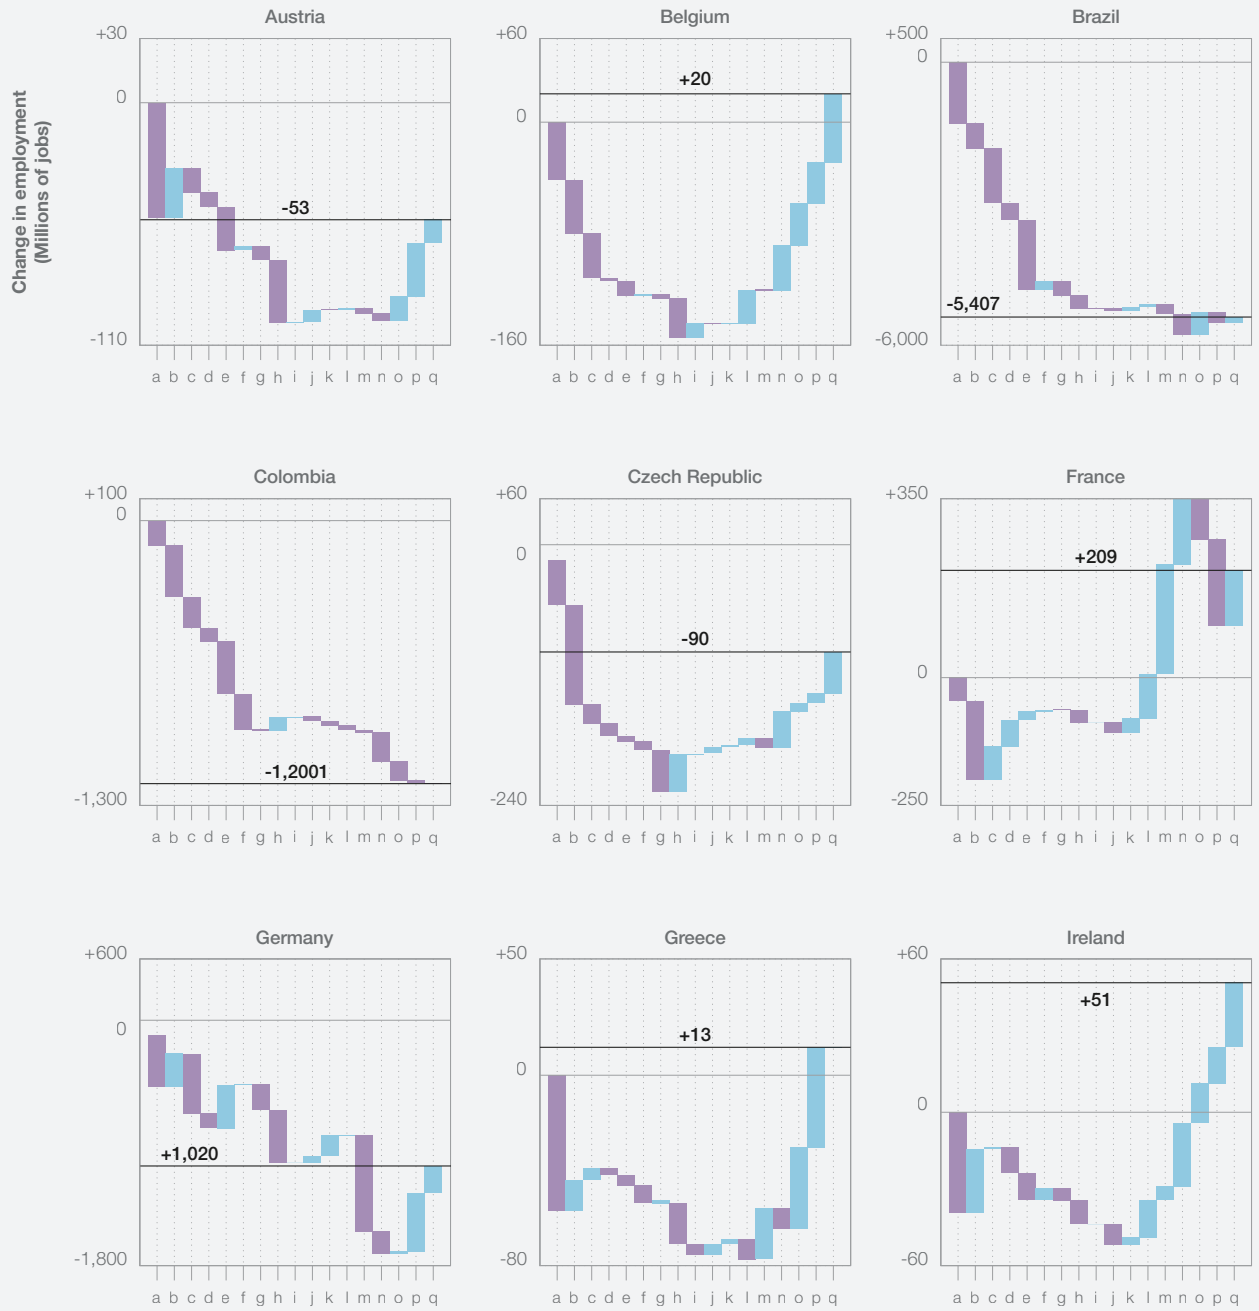 Austria
Belgium
Brazil
Change in employment
(Millions of jobs)
+30
0
-53
-110
a b c d e f g h i j k l m n o p q
+60
+20
0
-160
a b c d e f g h i j k l m n o p q
+500
0
-5,407
-6,000
a b c d e f g h i j k l m n o p q
Colombia
Czech Republic
France
+100
0
-1,2001
-1,300
a b c d e f g h i j k l m n o p q
+60
0
-90
-240
a b c d e f g h i j k l m n o p q
+350
+209
0
-250
a b c d e f g h i j k l m n o p q
Germany
Greece
Ireland
+600
0
+1,020
-1,800
a b c d e f g h i j k l m n o p q
+50
+13
0
-80
a b c d e f g h i j k l m n o p q
+60
+51
0
-60
a b c d e f g h i j k l m n o p q